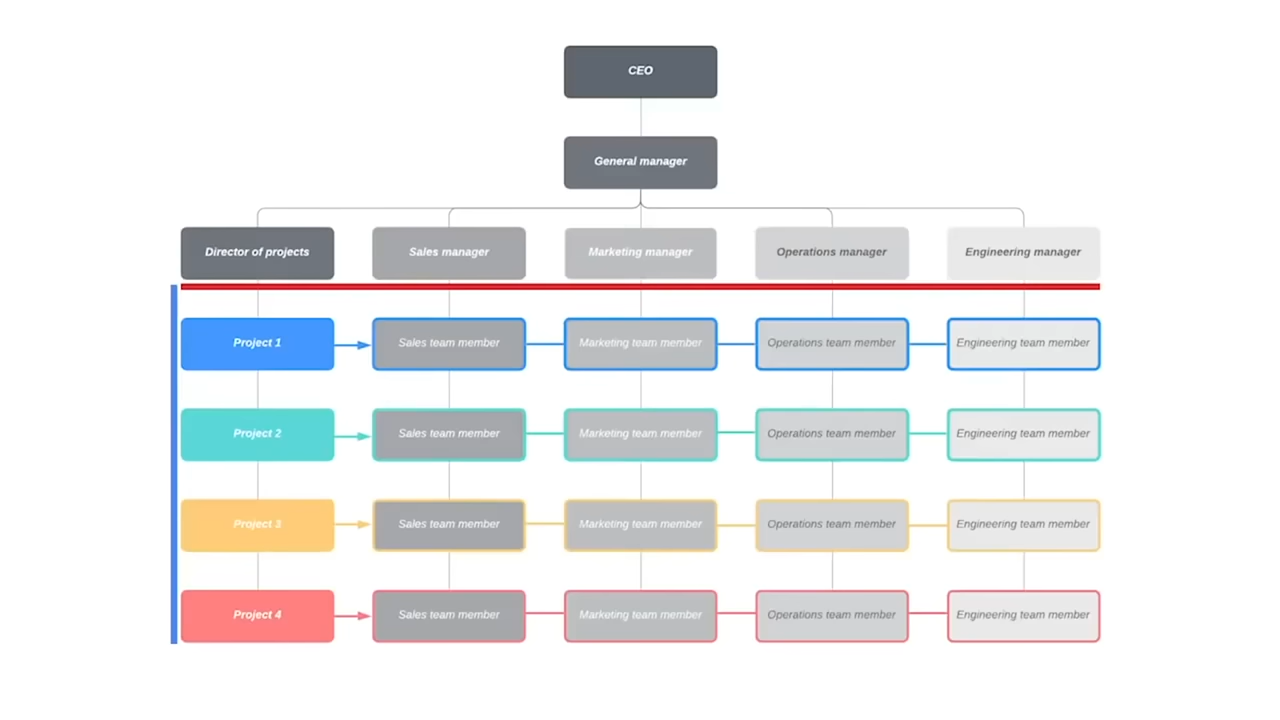 CEO
General manager
Director of projects
Sales manager
Marketing manager
Operations manager
Engineering manager
Project 1
Sales team member
Marketing team member
Operations team member
Engineering team member
Project 2
Sales team member
Marketing team member
Operations team member
Engineering team member
Project 3
Sales team member
Marketing team member
Operations team member
Engineering team member
Project 4
Sales team member
Marketing team member
Operations team member
Engineering team member